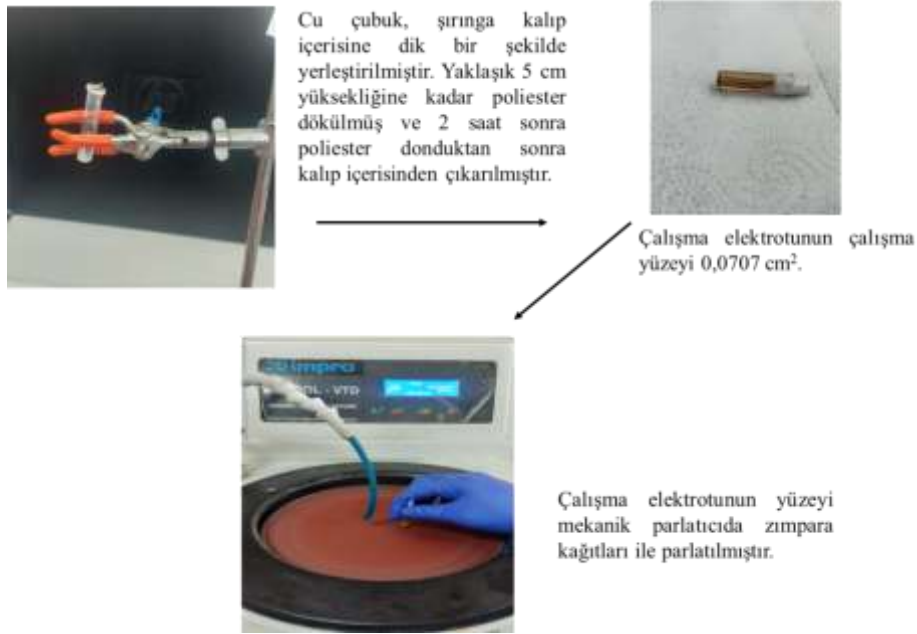 Cu çubuk, şırınga kalıp
içerisine dik bir şekilde
yerleştirilmiştir. Yaklaşık 5 cm
yüksekliğine kadar poliester
dökülmüş ve 2 saat sonra
poliester donduktan sonra
kalıp içerisinden çıkarılmıştır.
Çalışma elektrotunun çalışma
yüzeyi 0,0707 cm².
impro
- VTD
Çalışma elektrotunun yüzeyi
mekanik parlatıcıda zımpara
kağıtları ile parlatılmıştır.